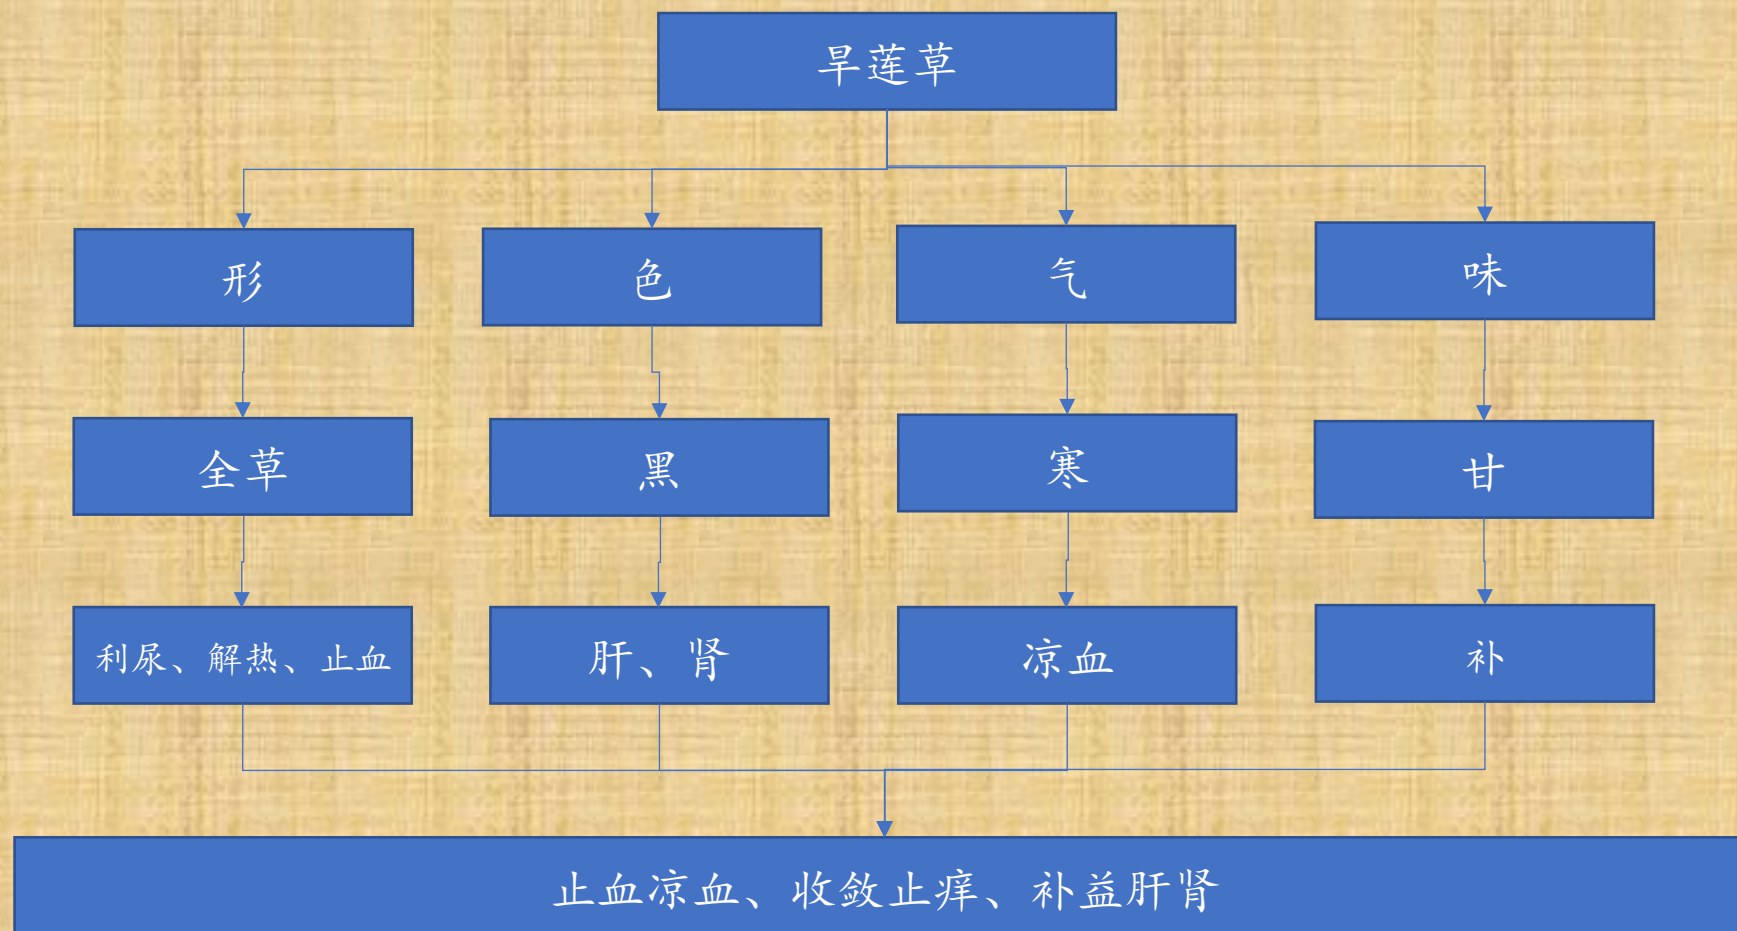 旱莲草
形
色
气
味
全草
黑
寒
甘
利尿、解热、止血
肝、肾
凉血
补
止血凉血、收敛止痒、补益肝肾